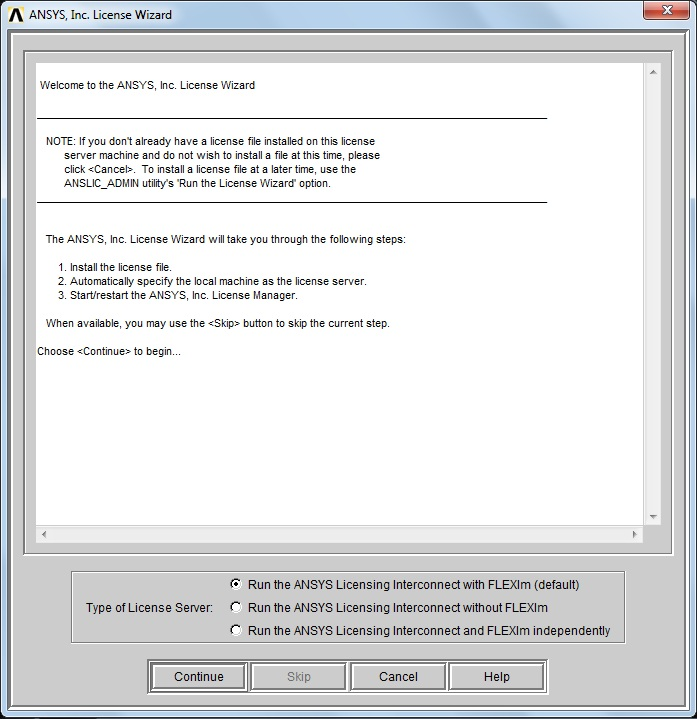 ANSYS, Inc. License Wizard
Welcome to the ANSYS, Inc. License Wizard
NOTE: If you don't already have a license file installed on this license
server machine and do not wish to install a file at this time, please
click <Cancel>.  To install a license file at a later time, use the
ANSLIC_ADMIN utility's 'Run the License Wizard' option.
The ANSYS, Inc. License Wizard will take you through the following steps:
1. Install the license file.
2. Automatically specify the local machine as the license server.
3. Start/restart the ANSYS, Inc. License Manager.
When available, you may use the <Skip> button to skip the current step.
Choose <Continue> to begin...
Type of License Server:
Run the ANSYS Licensing Interconnect with FLEXlm (default)
Run the ANSYS Licensing Interconnect without FLEXlm
Run the ANSYS Licensing Interconnect and FLEXlm independently
Continue Skip Cancel Help